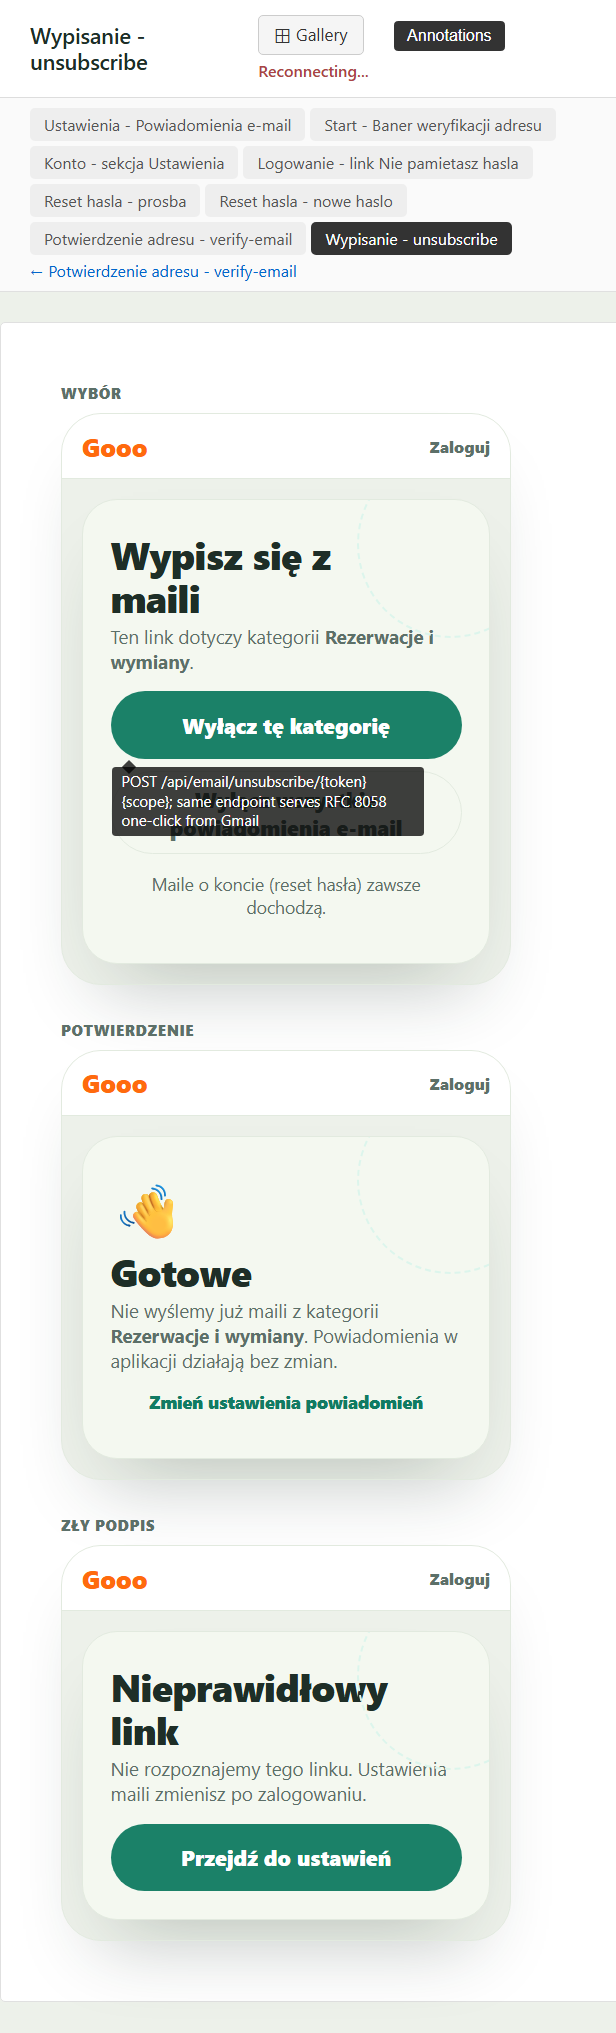 Wypisanie -
unsubscribe
Gallery
Annotations
Reconnecting...
Ustawienia - Powiadomienia e-mail
Start - Baner weryfikacji adresu
Konto - sekcja Ustawienia
Logowanie - link Nie pamietasz hasla
Reset hasla - prosba
Reset hasla - nowe haslo
Potwierdzenie adresu - verify-email
Wypisanie - unsubscribe
← Potwierdzenie adresu - verify-email
WYBÓR
Gooo
Zaloguj
Wypisz się z
maili
Ten link dotyczy kategorii Rezerwacje i
wymiany.
Wyłącz tę kategorię
POST /api/email/unsubscribe/{token}
{scope}; same endpoint serves RFC 8058
one-click from Gmail
powiadomienia e-mail
Maile o koncie (reset hasła) zawsze
dochodzą.
POTWIERDZENIE
Gooo
Zaloguj
Gotowe
Nie wyślemy już maili z kategorii
Rezerwacje i wymiany. Powiadomienia w
aplikacji działają bez zmian.
Zmień ustawienia powiadomień
ZŁY PODPIS
Gooo
Zaloguj
Nieprawidłowy
link
Nie rozpoznajemy tego linku. Ustawienia
maili zmienisz po zalogowaniu.
Przejdź do ustawień